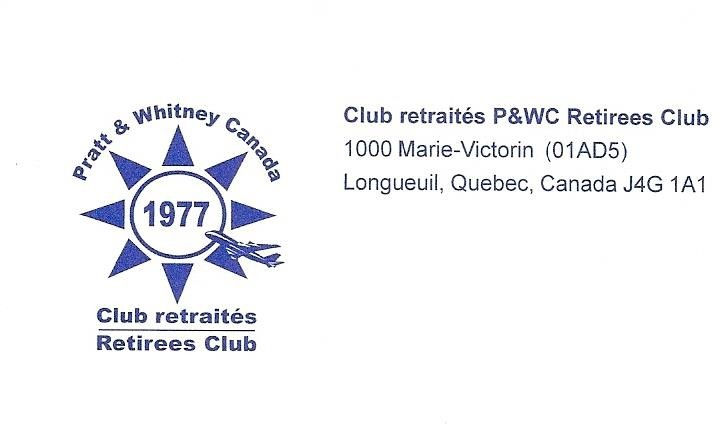 Pratt & Whitney Canada
1977
Club retraités
Retirees Club
Club retraités P&WC Retirees Club
1000 Marie-Victorin (01AD5)
Longueuil, Quebec, Canada J4G 1A1